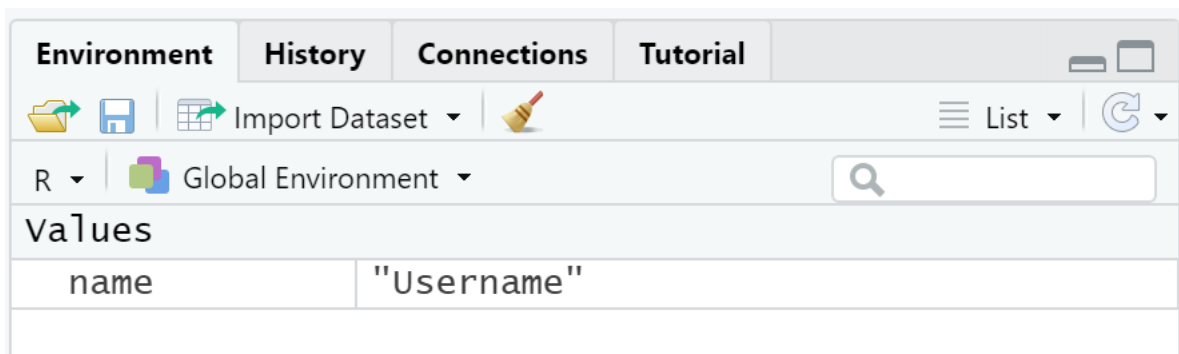 Environment History Connections Tutorial
Import Dataset List
R Global Environment
Values
name "Username"